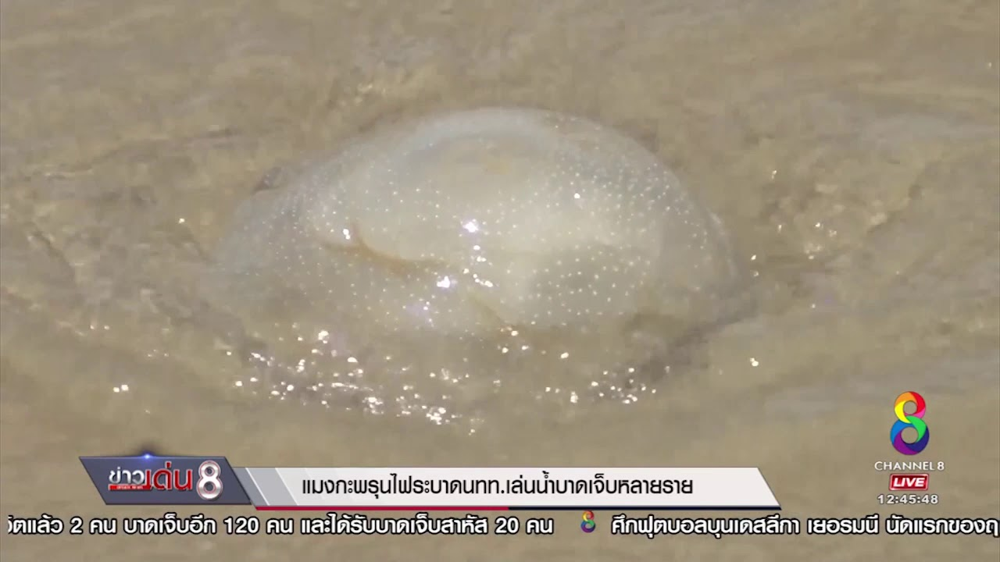 ข่าวเด่น 8
แมงกะพรุนไฟระบาดนทท.เล่นน้ำบาดเจ็บหลายราย
8
CHANNEL 8
LIVE
12:45:48
แล้ว 2 คน บาดเจ็บอีก 120 คน และได้รับบาดเจ็บสาหัส 20 คน 8 ศึกฟุตบอลบุนเดสลีกา เยอรมนี นัดแรกของ